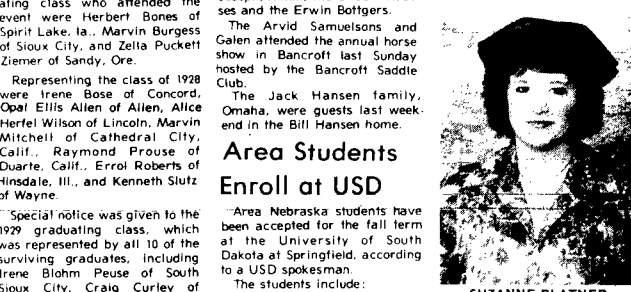 ating class who attended the
event were Herbert Bones of
Spirit Lake, Ia., Marvin Burgess
of Sioux City, and Zella Puckett
Ziemer of Sandy, Ore.
Representing the class of 1928
were Irene Bose of Concord,
Opal Ellis Allen of Allen, Alice
Herfel Wilson of Lincoln, Marvin
Mitchell of Cathedral City,
Calif., Raymond Prouse of
Duarte, Calif., Errol Roberts of
Hinsdale, Ill., and Kenneth Slutz
of Wayne.
Special notice was given to the
1929 graduating class, which
was represented by all 10 of the
surviving graduates, including
Irene Blohm Peuse of South
Sioux City, Craig Curley of
ses and the Erwin Bottgers.
The Arvid Samuelsons and
Galen attended the annual horse
show in Bancroft last Sunday
hosted by the Bancroft Saddle
Club.
The Jack Hansen family,
Omaha, were guests last week-
end in the Bill Hansen home.
Area Students
Enroll at USD
Area Nebraska students have
been accepted for the fall term
at the University of South
Dakota at Springfield, according
to a USD spokesman.
The students include:
SUZANNE